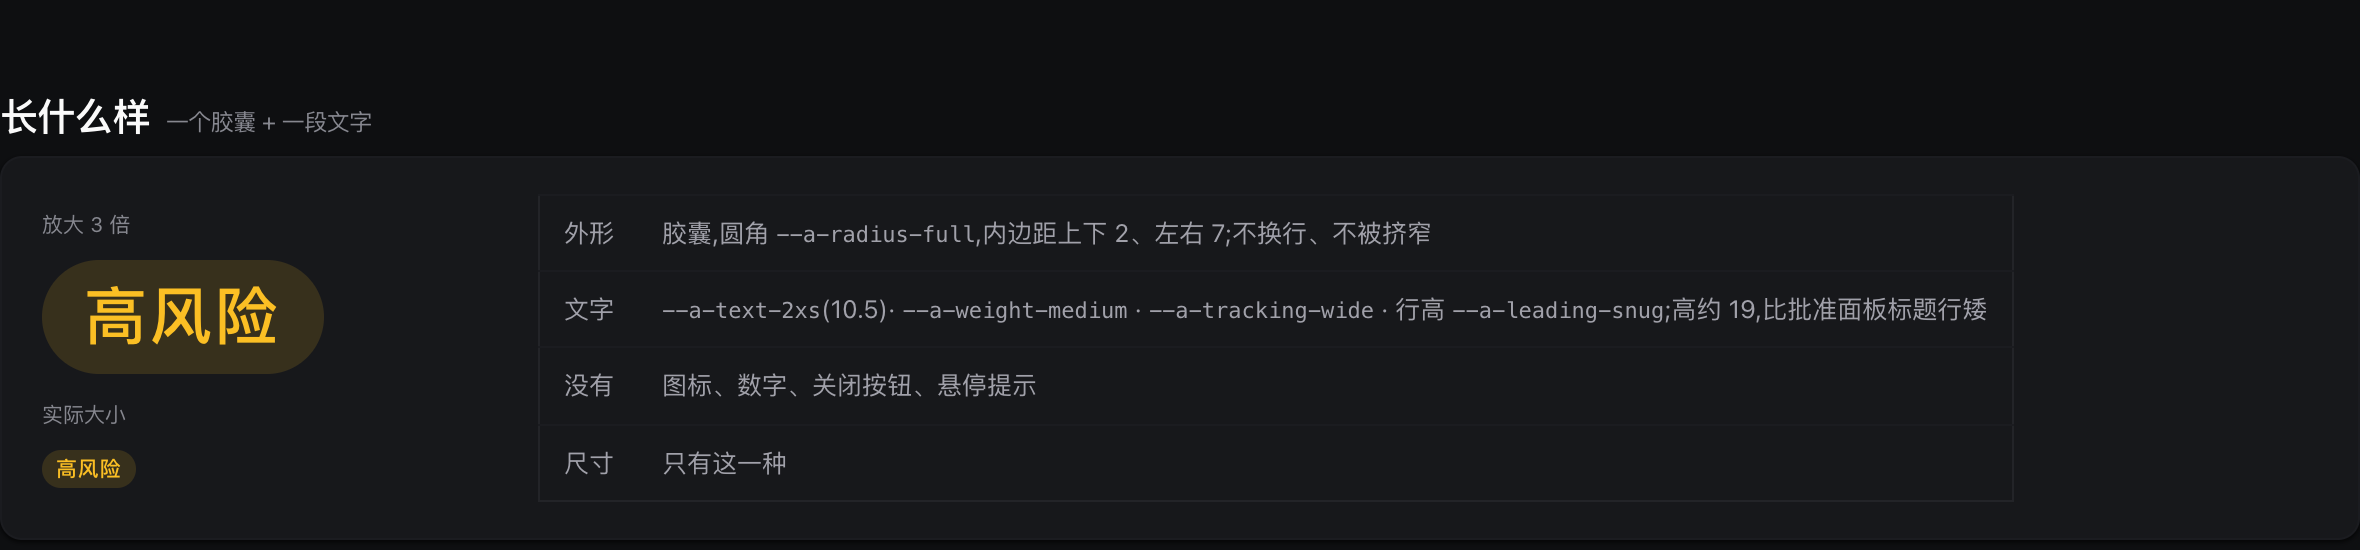 长什么样 一个胶囊 + 一段文字
放大 3 倍
高风险
实际大小
高风险
外形 胶囊,圆角 --a-radius-full,内边距上下 2、左右 7;不换行、不被挤窄
文字 --a-text-2xs(10.5)· --a-weight-medium · --a-tracking-wide · 行高 --a-leading-snug;高约 19,比批准面板标题行矮
没有 图标、数字、关闭按钮、悬停提示
尺寸 只有这一种